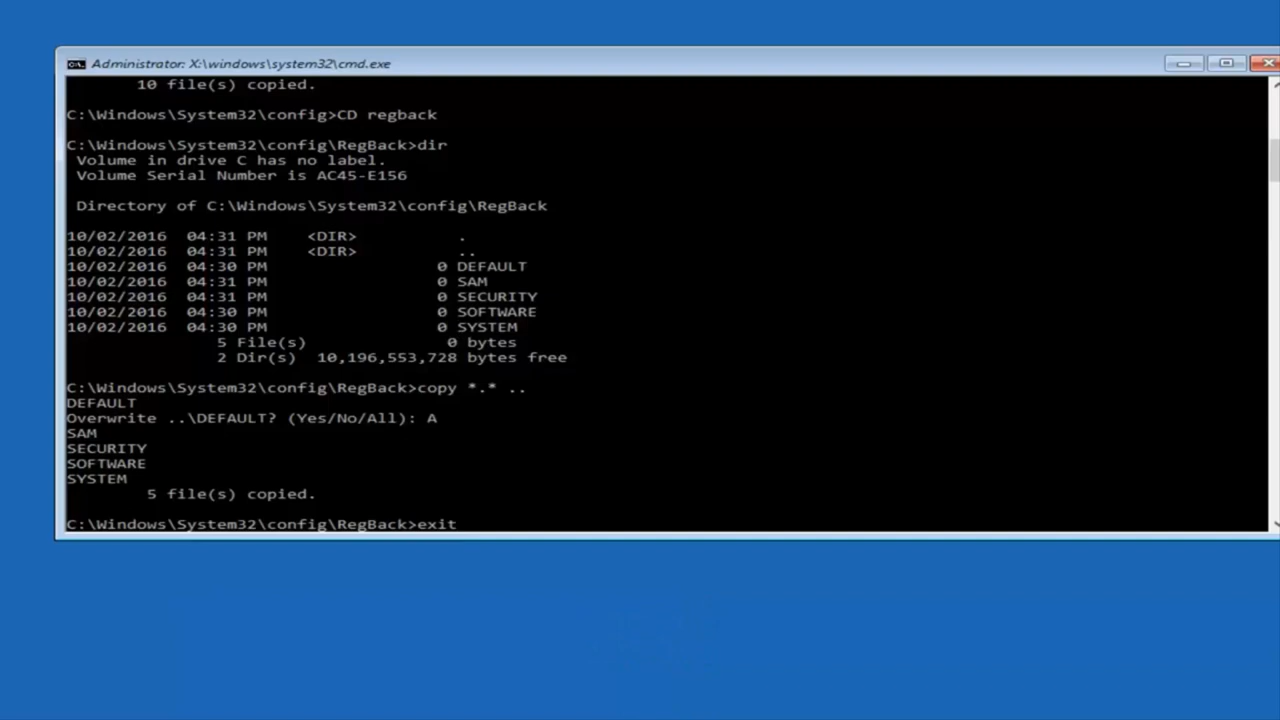 Administrator: X:\windows\system32\cmd.exe
10 file(s) copied.
C:\Windows\System32\config>CD regback
C:\Windows\System32\config\RegBack>dir
Volume in drive C has no label.
Volume Serial Number is AC45-E156
Directory of C:\Windows\System32\config\RegBack
10/02/2016  04:31 PM    <DIR>          .
10/02/2016  04:31 PM    <DIR>          ..
10/02/2016  04:30 PM                 0 DEFAULT
10/02/2016  04:31 PM                 0 SAM
10/02/2016  04:31 PM                 0 SECURITY
10/02/2016  04:30 PM                 0 SOFTWARE
10/02/2016  04:30 PM                 0 SYSTEM
5 File(s)              0 bytes
2 Dir(s)  10,196,553,728 bytes free
C:\Windows\System32\config\RegBack>copy *.* ..
DEFAULT
Overwrite ..\DEFAULT? (Yes/No/All): A
SAM
SECURITY
SOFTWARE
SYSTEM
5 file(s) copied.
C:\Windows\System32\config\RegBack>exit